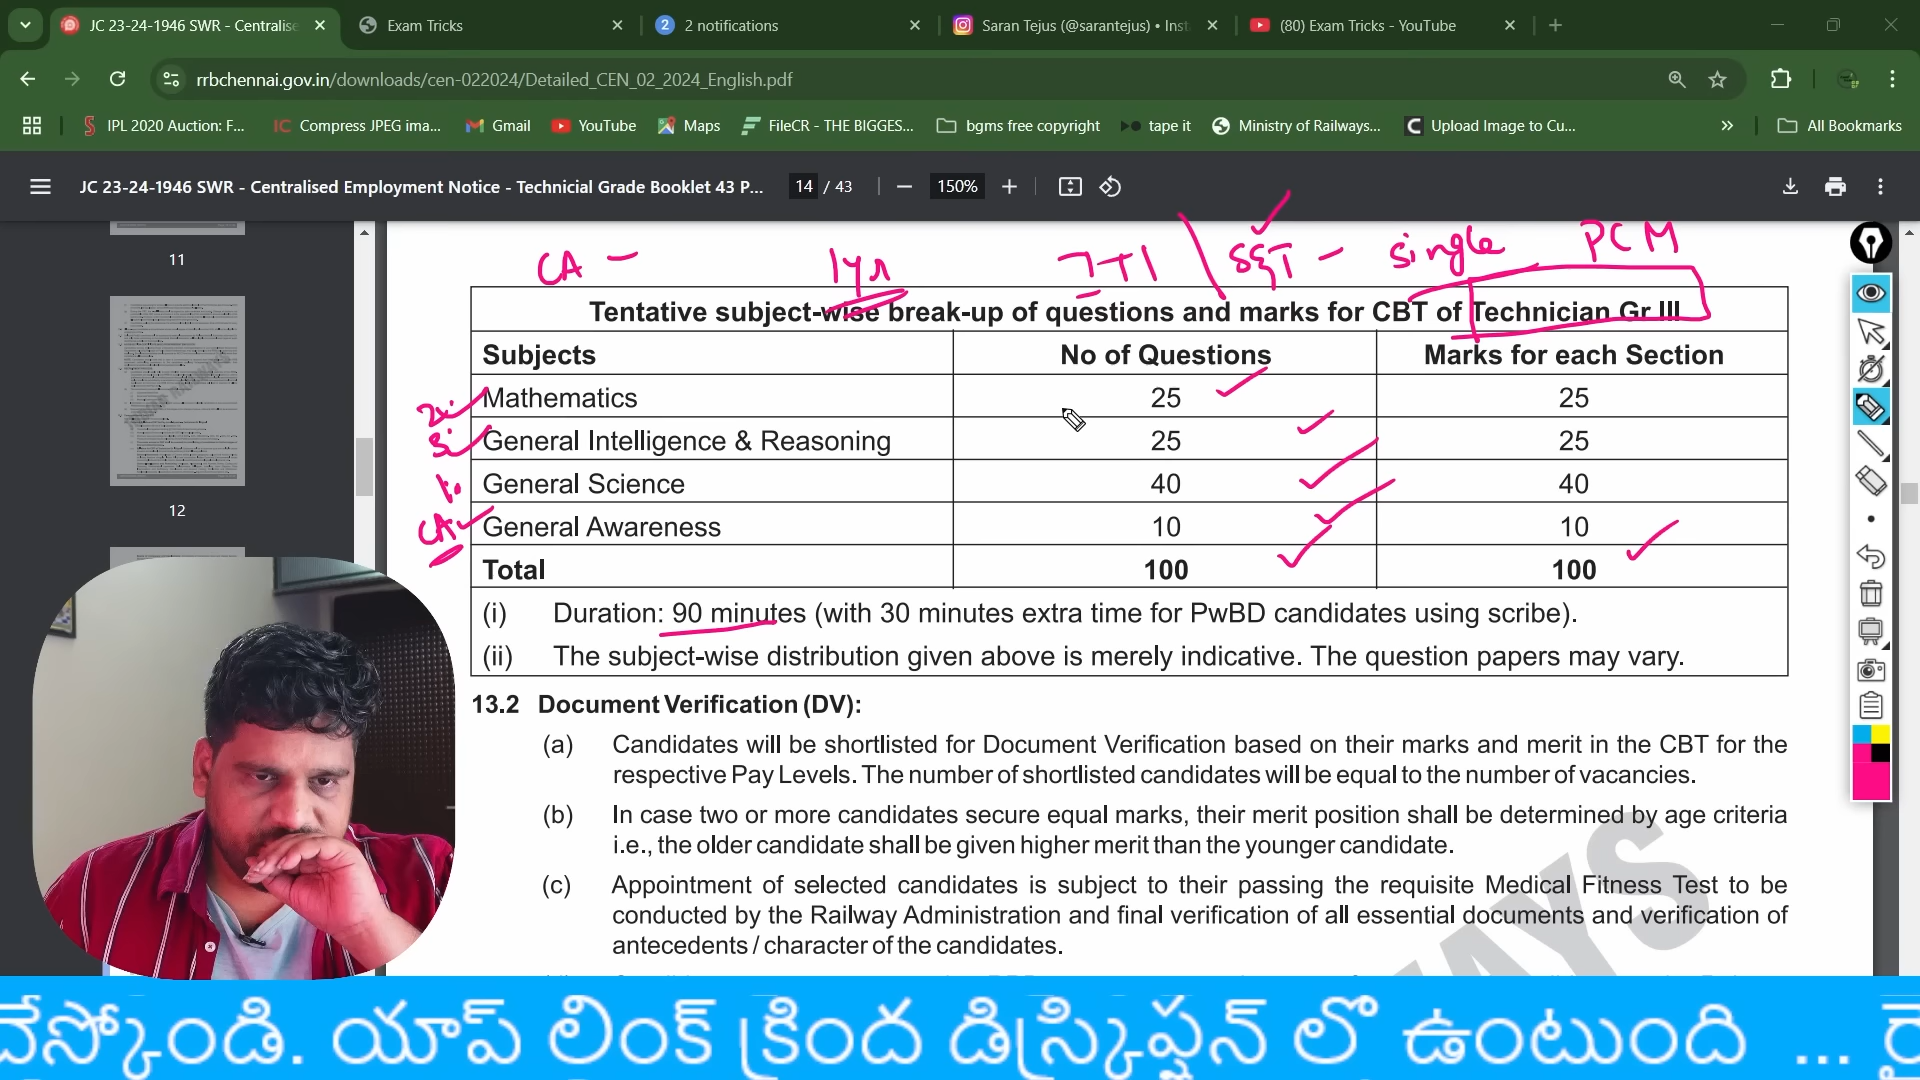 JC 23-24-1946 SWR - Centralise
Exam Tricks
2 2 notifications
Saran Tejus (@sarantejus) • Inst
(80) Exam Tricks - YouTube
rrbchennai.gov.in/downloads/cen-022024/Detailed_CEN_02_2024_English.pdf
IPL 2020 Auction: F...
Compress JPEG ima...
Gmail
YouTube
Maps
FileCR - THE BIGGES...
bgms free copyright
tape it
Ministry of Railways...
Upload Image to Cu...
All Bookmarks
JC 23-24-1946 SWR - Centralised Employment Notice - Technicial Grade Booklet 43 P...
14 / 43
150%
11
12
CA - 1yr
single PCM
Tentative subject-wise break-up of questions and marks for CBT of Technician Gr III
Subjects No of Questions Marks for each Section
Mathematics 25 25
General Intelligence & Reasoning 25 25
General Science 40 40
CA General Awareness 10 10
Total 100 100
(i) Duration: 90 minutes (with 30 minutes extra time for PwBD candidates using scribe).
(ii) The subject-wise distribution given above is merely indicative. The question papers may vary.
13.2 Document Verification (DV):
(a) Candidates will be shortlisted for Document Verification based on their marks and merit in the CBT for the
respective Pay Levels. The number of shortlisted candidates will be equal to the number of vacancies.
(b) In case two or more candidates secure equal marks, their merit position shall be determined by age criteria
i.e., the older candidate shall be given higher merit than the younger candidate.
(c) Appointment of selected candidates is subject to their passing the requisite Medical Fitness Test to be
conducted by the Railway Administration and final verification of all essential documents and verification of
antecedents / character of the candidates.
చేస్కోండి. యాప్ లింక్ క్రింద డిస్క్రిప్షన్ లో ఉంటుంది ...